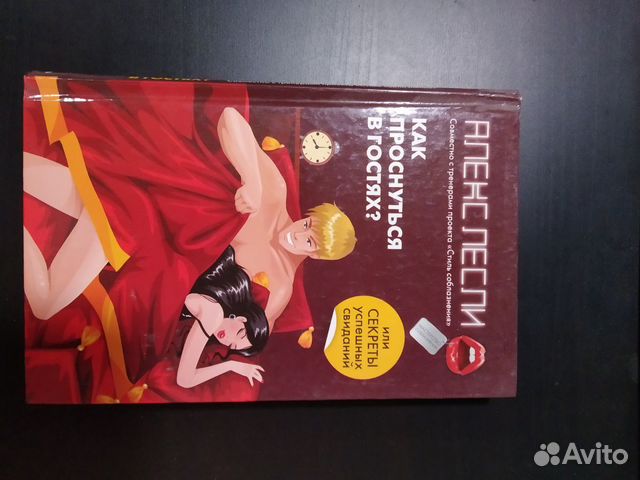 АЛЕКС ЛЕСЛИ
Совместно с тренерами проекта «Стиль соблазнения»
КАК
ПРОСНУТЬСЯ
В ГОСТЯХ?
или
СЕКРЕТЫ
успешных
свиданий
Avito